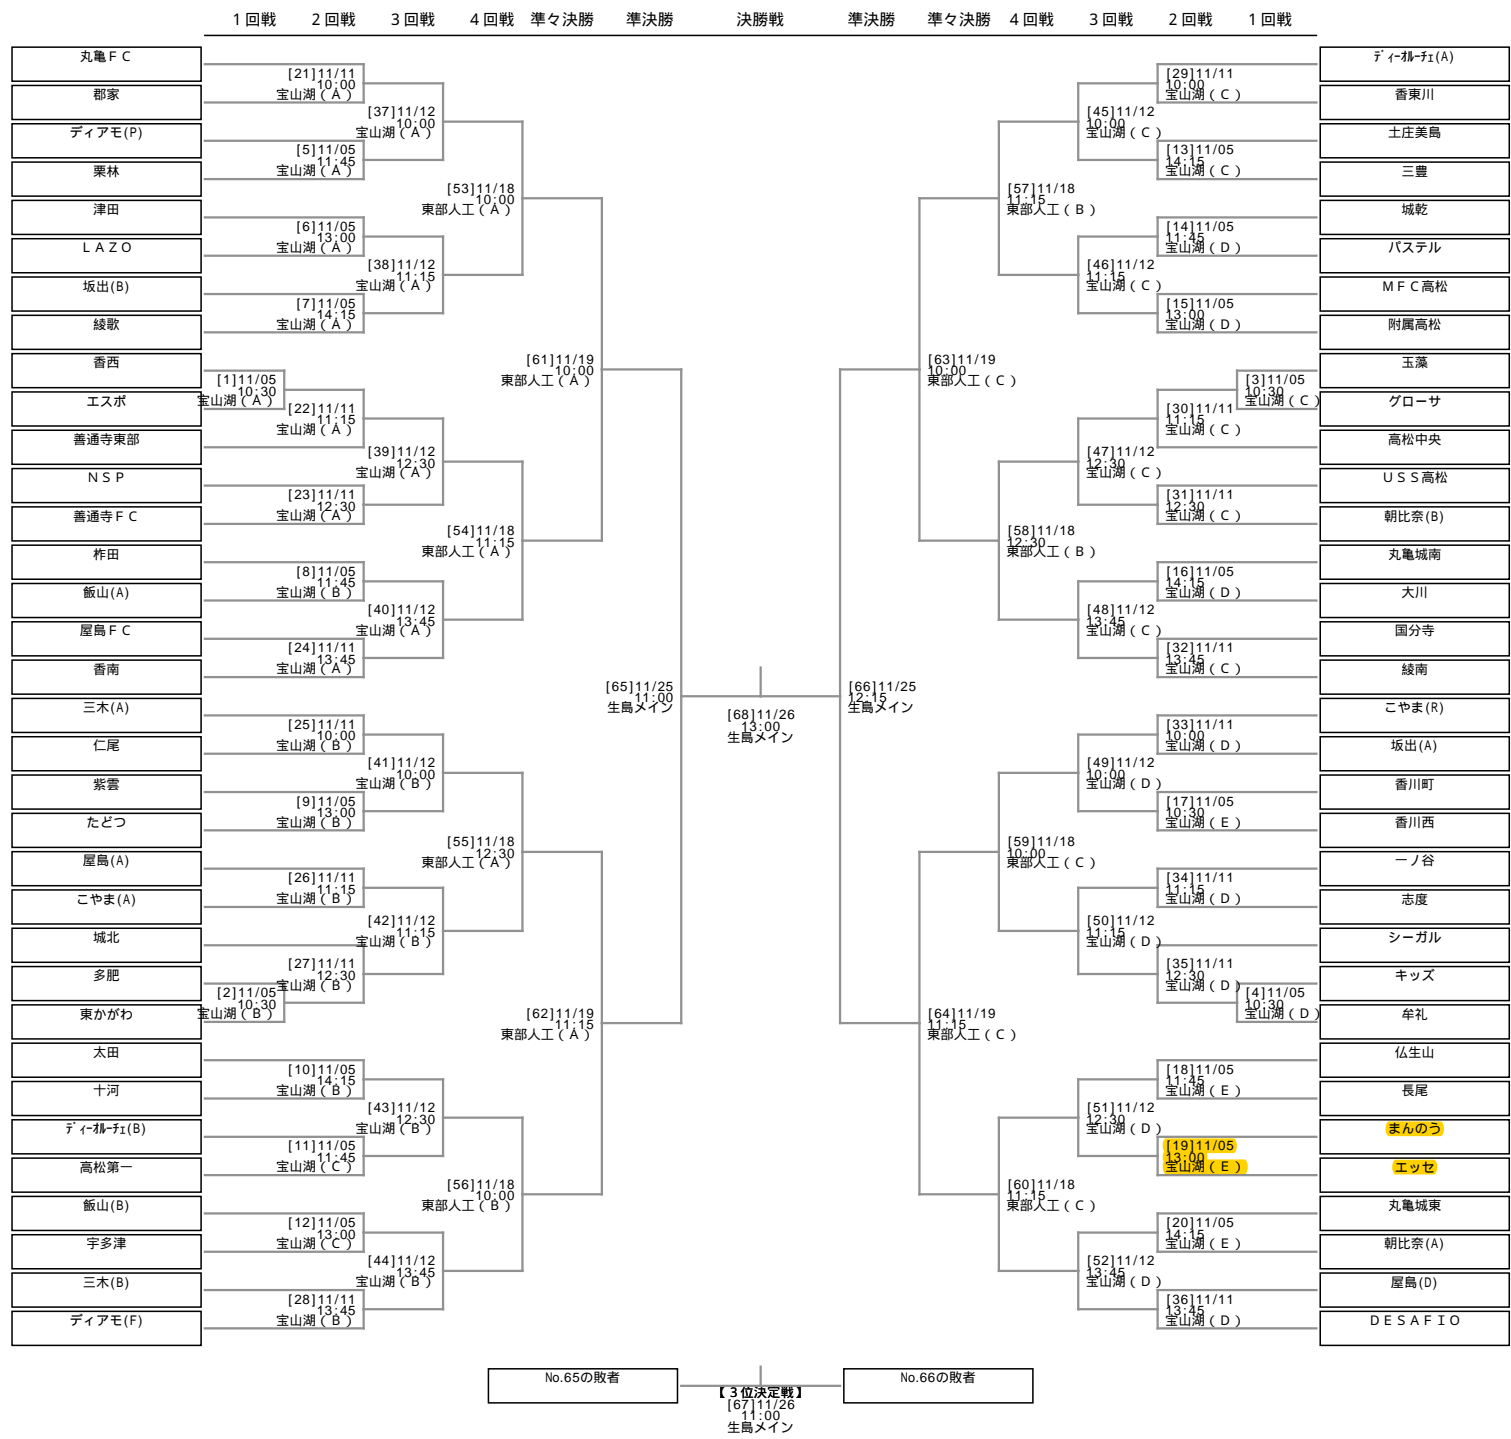 １回戦 ２回戦 ３回戦 ４回戦 準々決勝 準決勝 決勝戦 準決勝 準々決勝 ４回戦 ３回戦 ２回戦 １回戦
丸亀ＦＣ
郡家
ディアモ(P)
栗林
津田
ＬＡＺＯ
坂出(B)
綾歌
香西
エスポ
善通寺東部
ＮＳＰ
善通寺ＦＣ
柞田
飯山(A)
屋島ＦＣ
香南
三木(A)
仁尾
紫雲
たどつ
屋島(A)
こやま(A)
城北
多肥
東かがわ
太田
十河
ﾃﾞｨｰｵﾙｰﾁｪ(B)
高松第一
飯山(B)
宇多津
三木(B)
ディアモ(F)
[1]11/05
10:30
宝山湖（Ａ）
[2]11/05
10:30
宝山湖（Ｂ）
[21]11/11
10:00
宝山湖（Ａ）
[5]11/05
11:45
宝山湖（Ａ）
[6]11/05
13:00
宝山湖（Ａ）
[7]11/05
14:15
宝山湖（Ａ）
[22]11/11
11:15
宝山湖（Ａ）
[23]11/11
12:30
宝山湖（Ａ）
[8]11/05
11:45
宝山湖（Ｂ）
[24]11/11
13:45
宝山湖（Ａ）
[25]11/11
10:00
宝山湖（Ｂ）
[9]11/05
13:00
宝山湖（Ｂ）
[26]11/11
11:15
宝山湖（Ｂ）
[27]11/11
12:30
宝山湖（Ｂ）
[10]11/05
14:15
宝山湖（Ｂ）
[11]11/05
11:45
宝山湖（Ｃ）
[12]11/05
13:00
宝山湖（Ｃ）
[28]11/11
13:45
宝山湖（Ｂ）
[37]11/12
10:00
宝山湖（Ａ）
[38]11/12
11:15
宝山湖（Ａ）
[39]11/12
12:30
宝山湖（Ａ）
[40]11/12
13:45
宝山湖（Ａ）
[41]11/12
10:00
宝山湖（Ｂ）
[42]11/12
11:15
宝山湖（Ｂ）
[43]11/12
12:30
宝山湖（Ｂ）
[44]11/12
13:45
宝山湖（Ｂ）
[53]11/18
10:00
東部人工（Ａ）
[54]11/18
11:15
東部人工（Ａ）
[55]11/18
12:30
東部人工（Ａ）
[56]11/18
10:00
東部人工（Ｂ）
[61]11/19
10:00
東部人工（Ａ）
[62]11/19
11:15
東部人工（Ａ）
[65]11/25
11:00
生島メイン
[68]11/26
13:00
生島メイン
[66]11/25
12:15
生島メイン
[63]11/19
10:00
東部人工（Ｃ）
[64]11/19
11:15
東部人工（Ｃ）
[57]11/18
11:15
東部人工（Ｂ）
[58]11/18
12:30
東部人工（Ｂ）
[59]11/18
10:00
東部人工（Ｃ）
[60]11/18
11:15
東部人工（Ｃ）
[45]11/12
10:00
宝山湖（Ｃ）
[46]11/12
11:15
宝山湖（Ｃ）
[47]11/12
12:30
宝山湖（Ｃ）
[48]11/12
13:45
宝山湖（Ｃ）
[49]11/12
10:00
宝山湖（Ｄ）
[50]11/12
11:15
宝山湖（Ｄ）
[51]11/12
12:30
宝山湖（Ｄ）
[52]11/12
13:45
宝山湖（Ｄ）
[29]11/11
10:00
宝山湖（Ｃ）
[13]11/05
14:15
宝山湖（Ｃ）
[14]11/05
11:45
宝山湖（Ｄ）
[15]11/05
13:00
宝山湖（Ｄ）
[30]11/11
11:15
宝山湖（Ｃ）
[31]11/11
12:30
宝山湖（Ｃ）
[16]11/05
14:15
宝山湖（Ｄ）
[32]11/11
13:45
宝山湖（Ｃ）
[33]11/11
10:00
宝山湖（Ｄ）
[17]11/05
10:30
宝山湖（Ｅ）
[34]11/11
11:15
宝山湖（Ｄ）
[35]11/11
12:30
宝山湖（Ｄ）
[18]11/05
11:45
宝山湖（Ｅ）
[19]11/05
13:00
宝山湖（Ｅ）
[20]11/05
14:15
宝山湖（Ｅ）
[36]11/11
13:45
宝山湖（Ｄ）
[3]11/05
10:30
宝山湖（Ｃ）
[4]11/05
10:30
宝山湖（Ｄ）
ﾃﾞｨｰｵﾙｰﾁｪ(A)
香東川
土庄美島
三豊
城乾
パステル
ＭＦＣ高松
附属高松
玉藻
グローサ
高松中央
ＵＳＳ高松
朝比奈(B)
丸亀城南
大川
国分寺
綾南
こやま(R)
坂出(A)
香川町
香川西
一ノ谷
志度
シーガル
キッズ
牟礼
仏生山
長尾
まんのう
エッセ
丸亀城東
朝比奈(A)
屋島(D)
ＤＥＳＡＦＩＯ
No.65の敗者
【３位決定戦】
[67]11/26
11:00
生島メイン
No.66の敗者